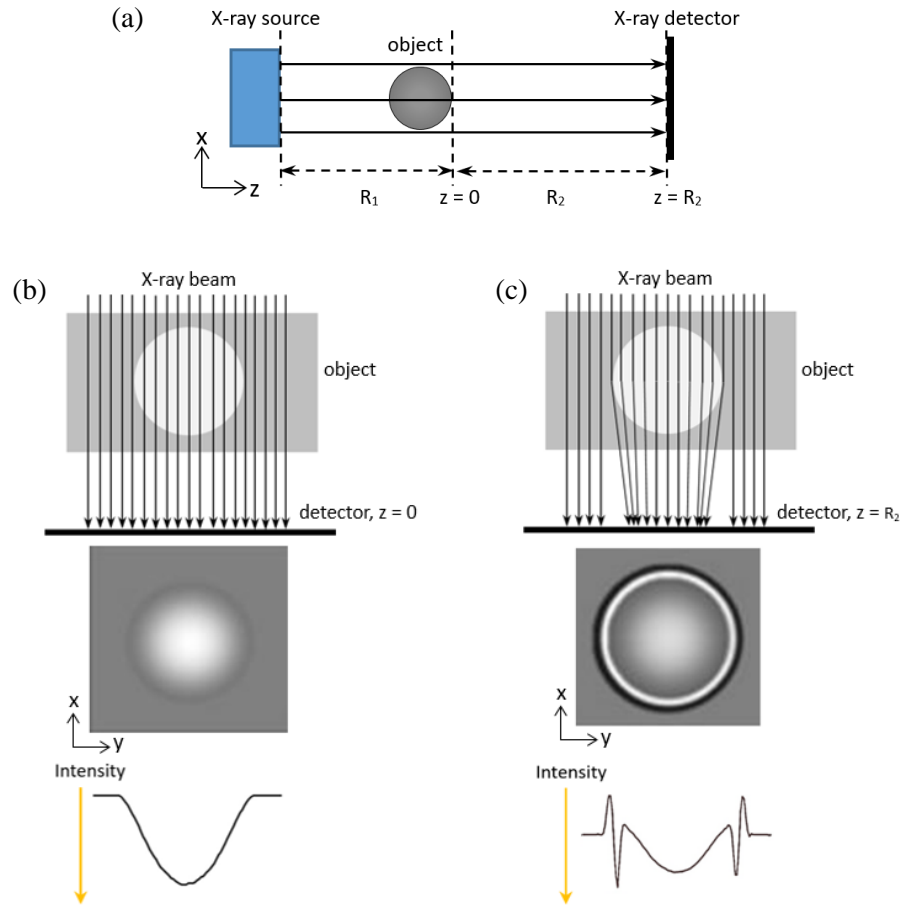 (a)
X-ray source
X-ray detector
object
x
z
R₁
z = 0
R₂
z = R₂
(b)
X-ray beam
object
detector, z = 0
x
y
Intensity
(c)
X-ray beam
object
detector, z = R₂
x
y
Intensity